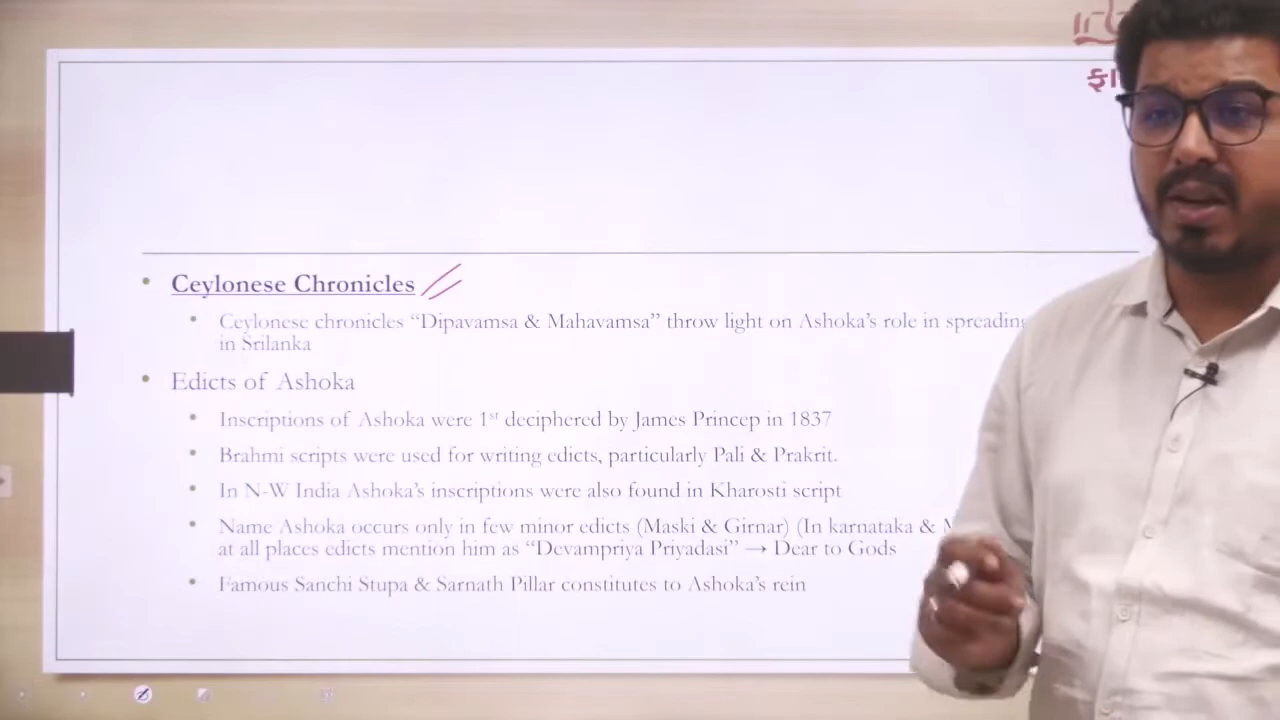 ફા
Ceylonese Chronicles
Ceylonese chronicles “Dipavamsa & Mahavamsa” throw light on Ashoka’s role in spreading
in Srilanka
Edicts of Ashoka
Inscriptions of Ashoka were 1st deciphered by James Princep in 1837
Brahmi scripts were used for writing edicts, particularly Pali & Prakrit.
In N-W India Ashoka’s inscriptions were also found in Kharosti script
Name Ashoka occurs only in few minor edicts (Maski & Girnar) (In karnataka &
at all places edicts mention him as “Devampriya Priyadasi” → Dear to Gods
Famous Sanchi Stupa & Sarnath Pillar constitutes to Ashoka’s rein